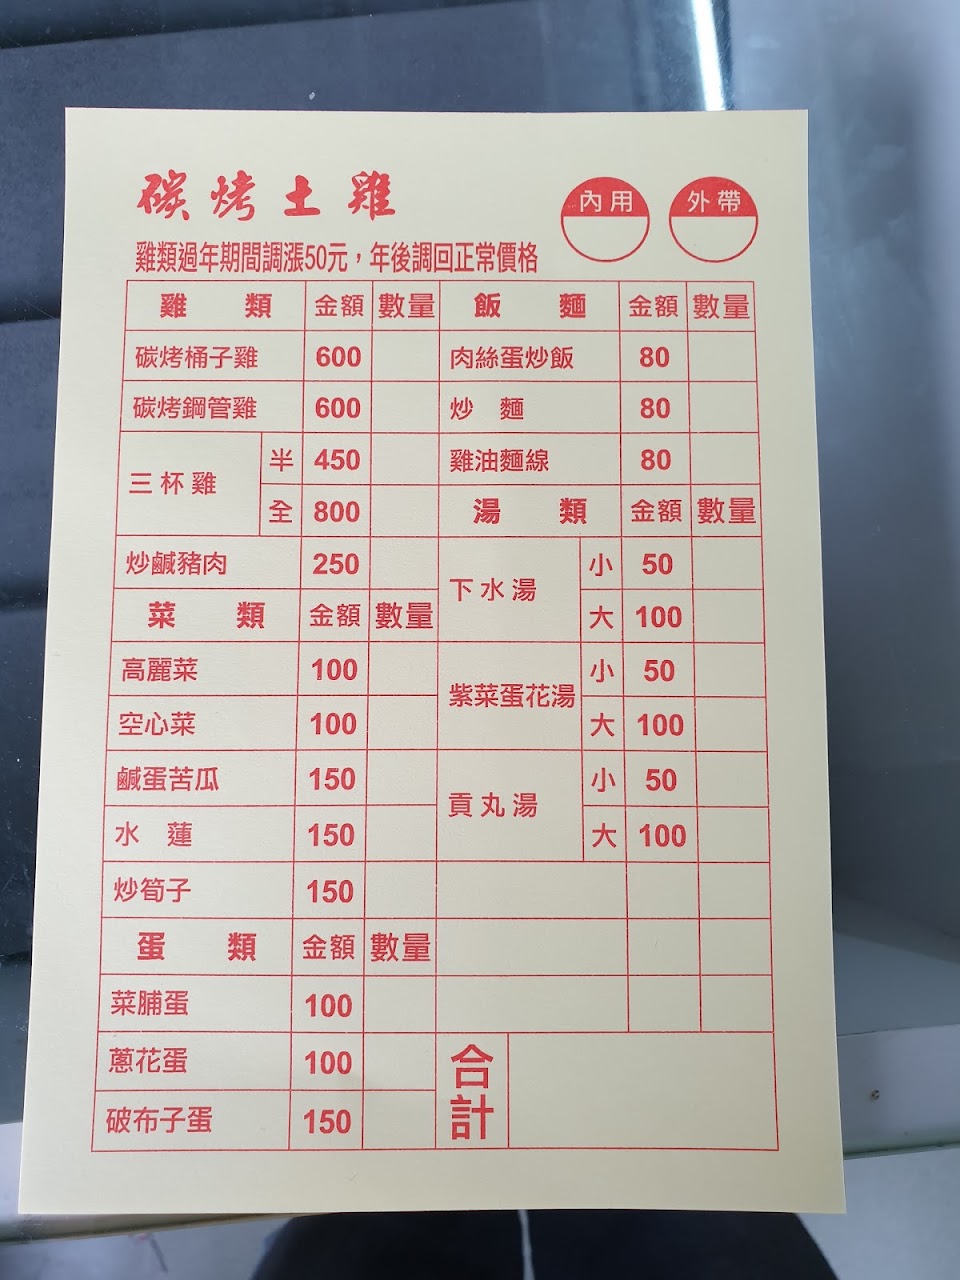 碳烤土雞
內用
外帶
雞類過年期間調漲50元，年後調回正常價格
雞 類 金額 數量 飯 麵 金額 數量
碳烤桶子雞 600 肉絲蛋炒飯 80
碳烤鋼管雞 600 炒 麵 80
三杯雞 半 450 雞油麵線 80
全 800 湯 類 金額 數量
炒鹹豬肉 250 下水湯 小 50
菜 類 金額 數量 大 100
高麗菜 100 紫菜蛋花湯 小 50
空心菜 100 大 100
鹹蛋苦瓜 150 貢丸湯 小 50
水 蓮 150 大 100
炒筍子 150
蛋 類 金額 數量
菜脯蛋 100
蔥花蛋 100 合計
破布子蛋 150